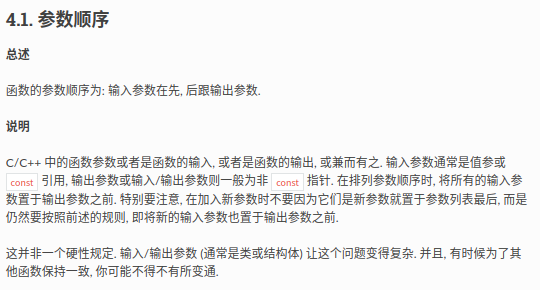 4.1. 参数顺序
总述
函数的参数顺序为: 输入参数在先, 后跟输出参数.
说明
C/C++ 中的函数参数或者是函数的输入, 或者是函数的输出, 或兼而有之. 输入参数通常是值参或
const 引用, 输出参数或输入/输出参数则一般为非 const 指针. 在排列参数顺序时, 将所有的输入参
数置于输出参数之前. 特别要注意, 在加入新参数时不要因为它们是新参数就置于参数列表最后, 而是
仍然要按照前述的规则, 即将新的输入参数也置于输出参数之前.
这并非一个硬性规定. 输入/输出参数 (通常是类或结构体) 让这个问题变得复杂. 并且, 有时候为了其
他函数保持一致, 你可能不得不有所变通.